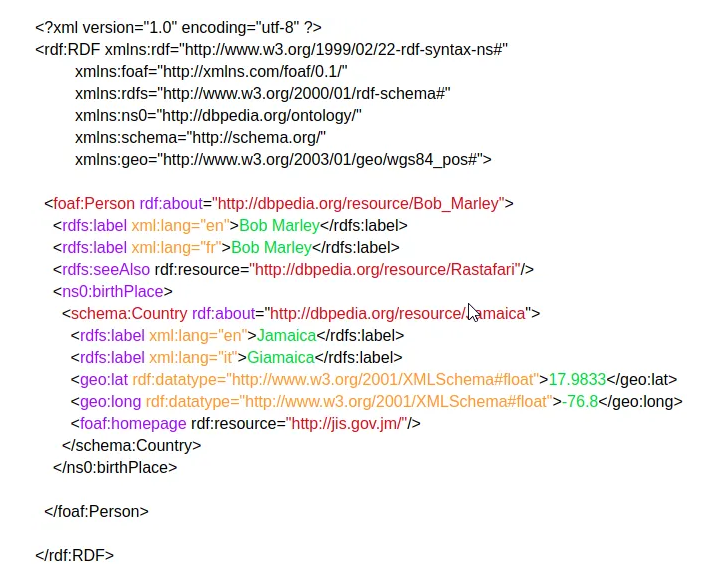 <?xml version="1.0" encoding="utf-8" ?>
<rdf:RDF xmlns:rdf="http://www.w3.org/1999/02/22-rdf-syntax-ns#"
xmlns:foaf="http://xmlns.com/foaf/0.1/"
xmlns:rdfs="http://www.w3.org/2000/01/rdf-schema#"
xmlns:ns0="http://dbpedia.org/ontology/"
xmlns:schema="http://schema.org/"
xmlns:geo="http://www.w3.org/2003/01/geo/wgs84_pos#">
<foaf:Person rdf:about="http://dbpedia.org/resource/Bob_Marley">
<rdfs:label xml:lang="en">Bob Marley</rdfs:label>
<rdfs:label xml:lang="fr">Bob Marley</rdfs:label>
<rdfs:seeAlso rdf:resource="http://dbpedia.org/resource/Rastafari"/>
<ns0:birthPlace>
<schema:Country rdf:about="http://dbpedia.org/resource/Jamaica">
<rdfs:label xml:lang="en">Jamaica</rdfs:label>
<rdfs:label xml:lang="it">Giamaica</rdfs:label>
<geo:lat rdf:datatype="http://www.w3.org/2001/XMLSchema#float">17.9833</geo:lat>
<geo:long rdf:datatype="http://www.w3.org/2001/XMLSchema#float">-76.8</geo:long>
<foaf:homepage rdf:resource="http://jis.gov.jm/"/>
</schema:Country>
</ns0:birthPlace>
</foaf:Person>
</rdf:RDF>